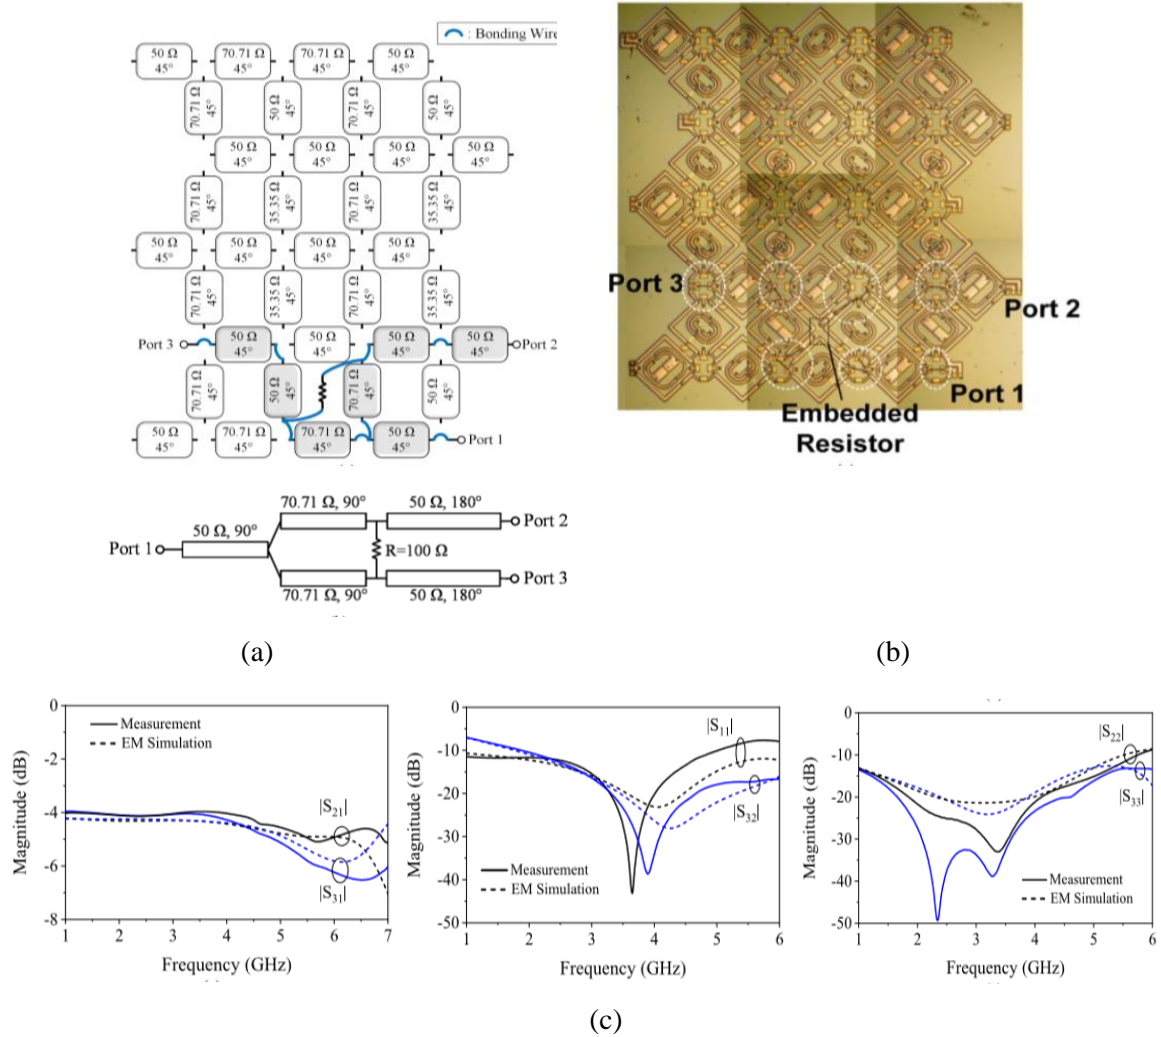 : Bonding Wire
50 Ω 45° 70.71 Ω 45° 70.71 Ω 45° 50 Ω 45°
70.71 Ω 45° 50 Ω 45° 70.71 Ω 45° 50 Ω 45°
50 Ω 45° 50 Ω 45° 50 Ω 45° 50 Ω 45°
70.71 Ω 45° 35.35 Ω 45° 70.71 Ω 45° 35.35 Ω 45°
50 Ω 45° 50 Ω 45° 50 Ω 45° 50 Ω 45°
70.71 Ω 45° 35.35 Ω 45° 70.71 Ω 45° 35.35 Ω 45°
Port 3 50 Ω 45° 50 Ω 45° 50 Ω 45° 50 Ω 45° Port 2
70.71 Ω 45° 50 Ω 45° 70.71 Ω 45° 50 Ω 45°
50 Ω 45° 70.71 Ω 45° 70.71 Ω 45° 50 Ω 45° Port 1
Port 3
Port 2
Port 1
Embedded
Resistor
70.71 Ω, 90° 50 Ω, 180°
Port 2
50 Ω, 90°
Port 1
R=100 Ω
Port 3
70.71 Ω, 90° 50 Ω, 180°
(a)
(b)
Magnitude (dB)
0
-2
-4
-6
-8
Measurement
EM Simulation
|S21|
|S31|
1 2 3 4 5 6 7
Frequency (GHz)
Magnitude (dB)
0
-10
-20
-30
-40
-50
|S11|
|S32|
Measurement
EM Simulation
1 2 3 4 5 6
Frequency (GHz)
Magnitude (dB)
0
-10
-20
-30
-40
-50
|S22|
|S33|
Measurement
EM Simulation
1 2 3 4 5 6
Frequency (GHz)
(c)